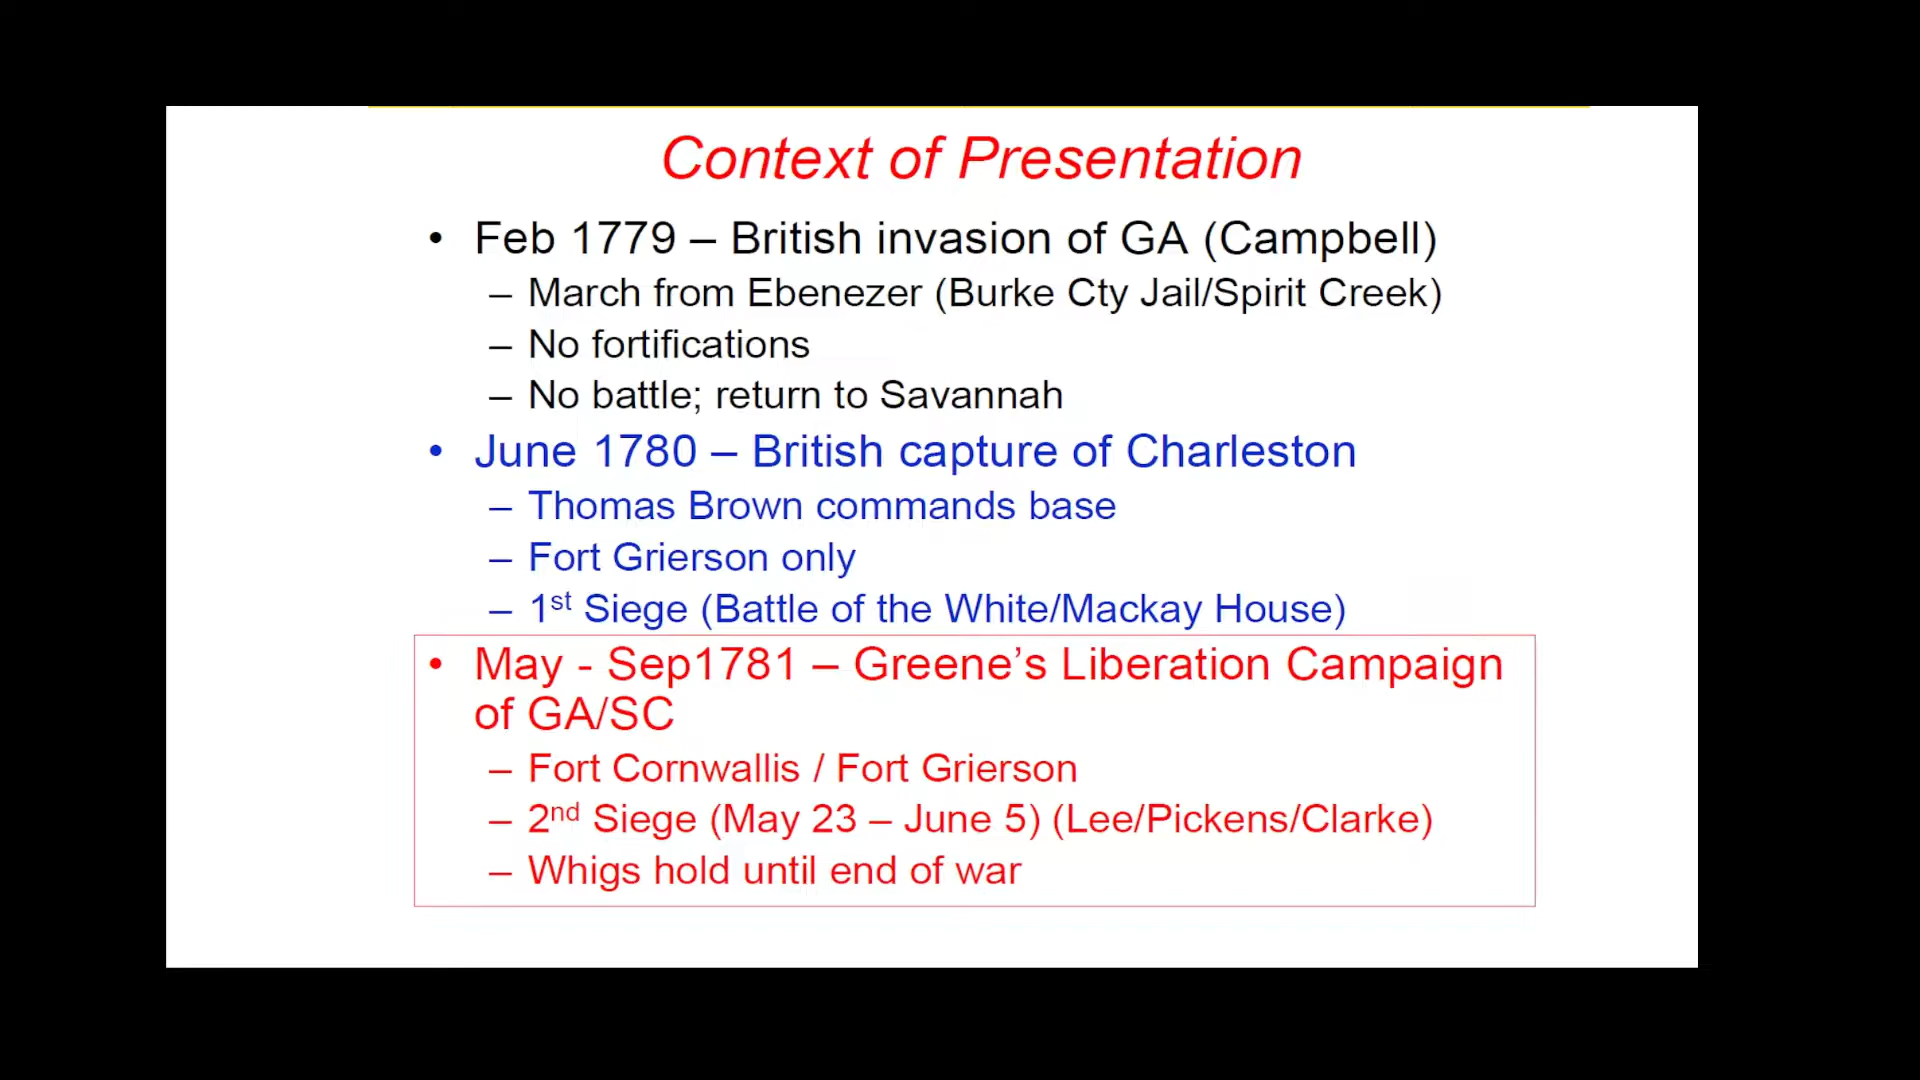 Context of Presentation
• Feb 1779 – British invasion of GA (Campbell)
– March from Ebenezer (Burke Cty Jail/Spirit Creek)
– No fortifications
– No battle; return to Savannah
• June 1780 – British capture of Charleston
– Thomas Brown commands base
– Fort Grierson only
– 1st Siege (Battle of the White/Mackay House)
• May - Sep1781 – Greene’s Liberation Campaign
of GA/SC
– Fort Cornwallis / Fort Grierson
– 2nd Siege (May 23 – June 5) (Lee/Pickens/Clarke)
– Whigs hold until end of war